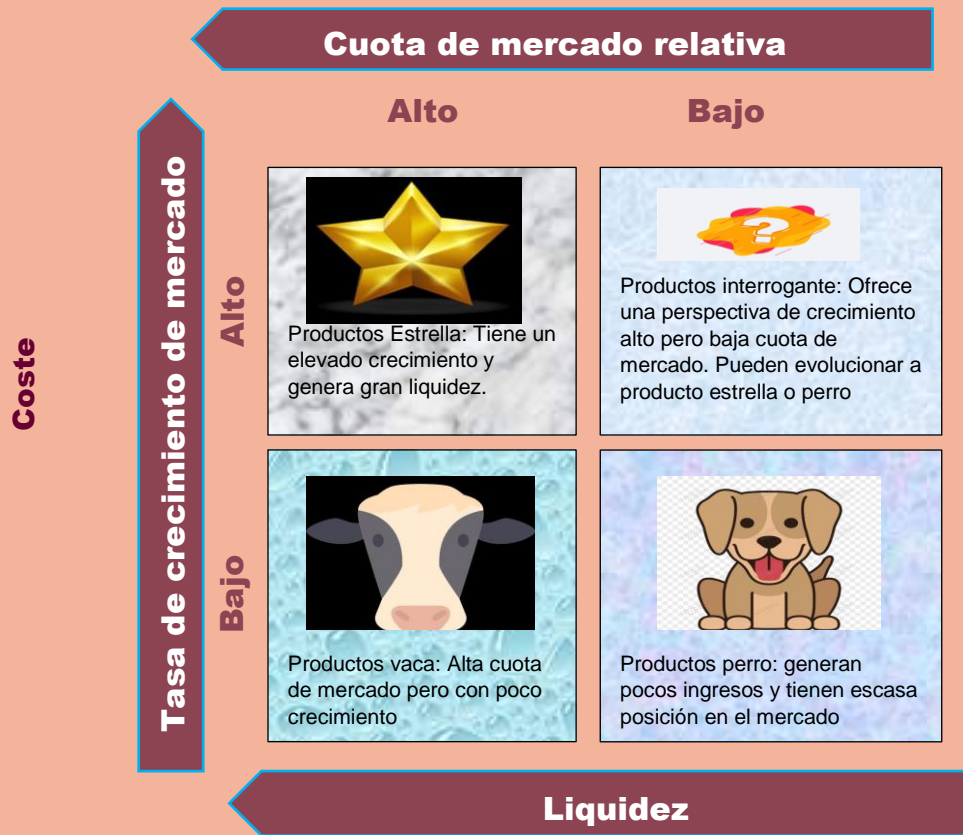 Cuota de mercado relativa
Alto
Bajo
Coste
Tasa de crecimiento de mercado
Alto
Productos Estrella: Tiene un
elevado crecimiento y
genera gran liquidez.
?
Productos interrogante: Ofrece
una perspectiva de crecimiento
alto pero baja cuota de
mercado. Pueden evolucionar a
producto estrella o perro
Bajo
Productos vaca: Alta cuota
de mercado pero con poco
crecimiento
Productos perro: generan
pocos ingresos y tienen escasa
posición en el mercado
Liquidez